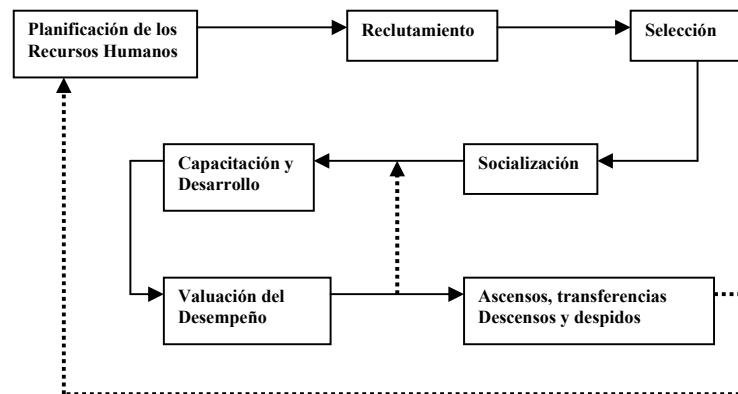 Planificación de los
Recursos Humanos
Reclutamiento
Selección
Capacitación y
Desarrollo
Socialización
Valuación del
Desempeño
Ascensos, transferencias
Descensos y despidos